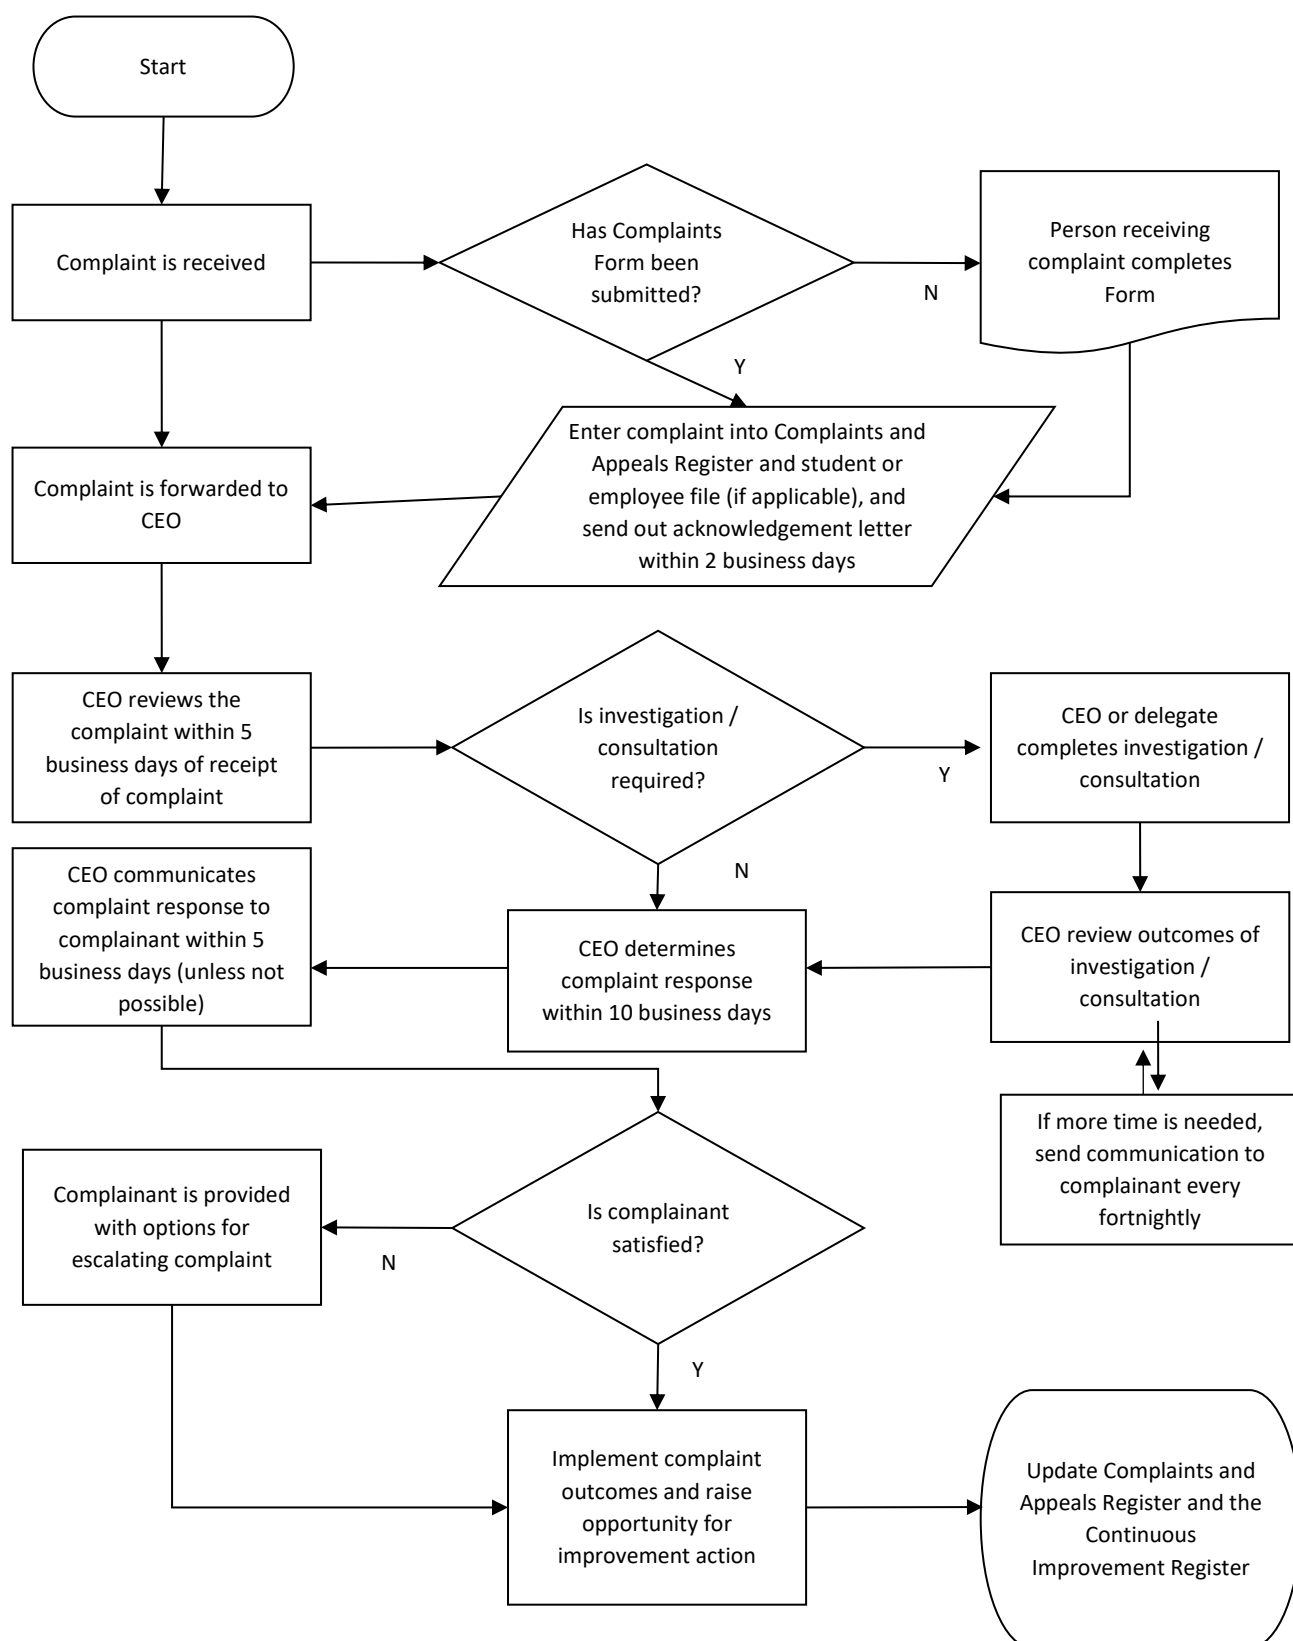 Start
Complaint is received
Has Complaints
Form been
submitted?
N
Person receiving
complaint completes
Form
Y
Enter complaint into Complaints and
Appeals Register and student or
employee file (if applicable), and
send out acknowledgement letter
within 2 business days
Complaint is forwarded to
CEO
CEO reviews the
complaint within 5
business days of receipt
of complaint
Is investigation /
consultation
required?
Y
CEO or delegate
completes investigation /
consultation
N
CEO review outcomes of
investigation /
consultation
CEO determines
complaint response
within 10 business days
CEO communicates
complaint response to
complainant within 5
business days (unless not
possible)
If more time is needed,
send communication to
complainant every
fortnightly
Is complainant
satisfied?
N
Complainant is provided
with options for
escalating complaint
Y
Implement complaint
outcomes and raise
opportunity for
improvement action
Update Complaints and
Appeals Register and the
Continuous
Improvement Register